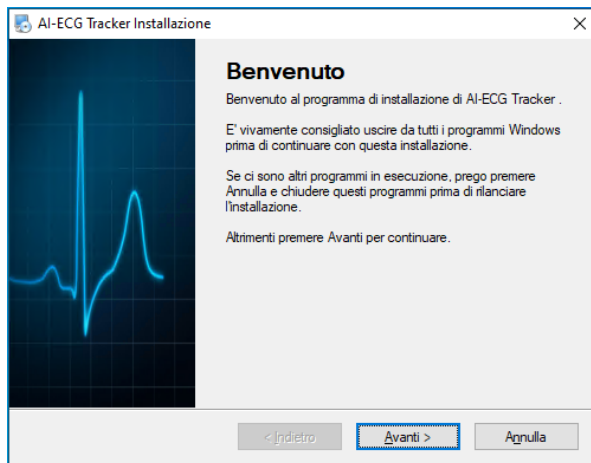 AI-ECG Tracker Installazione
Benvenuto
Benvenuto al programma di installazione di AI-ECG Tracker .
E' vivamente consigliato uscire da tutti i programmi Windows
prima di continuare con questa installazione.
Se ci sono altri programmi in esecuzione, prego premere
Annulla e chiudere questi programmi prima di rilanciare
l'installazione.
Altrimenti premere Avanti per continuare.
< Indietro
Avanti >
Annulla